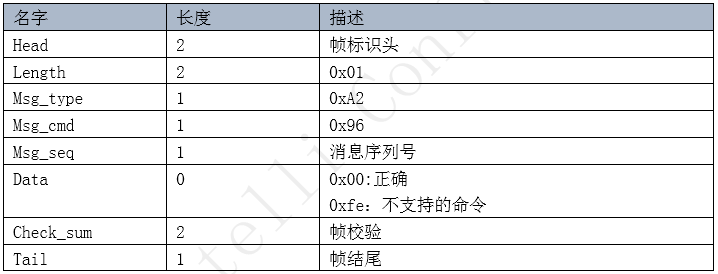 名字 长度 描述
Head 2 帧标识头
Length 2 0x01
Msg_type 1 0xA2
Msg_cmd 1 0x96
Msg_seq 1 消息序列号
Data 0 0x00:正确
0xfe: 不支持的命令
Check_sum 2 帧校验
Tail 1 帧结尾